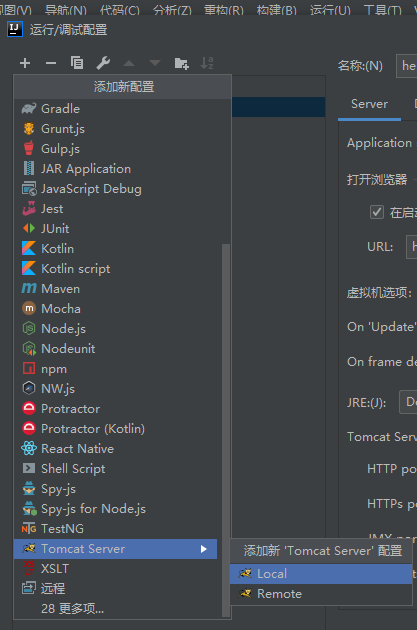 视图(V) 导航(N) 代码(C) 分析(Z) 重构(R) 构建(B) 运行(U) 工具(T)
运行/调试配置
名称:(N)
添加新配置
Gradle
Grunt.js
Server
Gulp.js
Application
JAR Application
JavaScript Debug
打开浏览器
Jest
在启
JUnit
URL:
Kotlin
Kotlin script
Maven
虚拟机选项:
Mocha
Node.js
On 'Update'
Nodeunit
On frame de
npm
NW.js
JRE:(J):
Protractor
Protractor (Kotlin)
Tomcat Serv
React Native
Shell Script
HTTP po
Spy-js
Spy-js for Node.js
HTTPs po
TestNG
Tomcat Server
添加新 'Tomcat Server' 配置
XSLT
Local
远程
Remote
28 更多项...